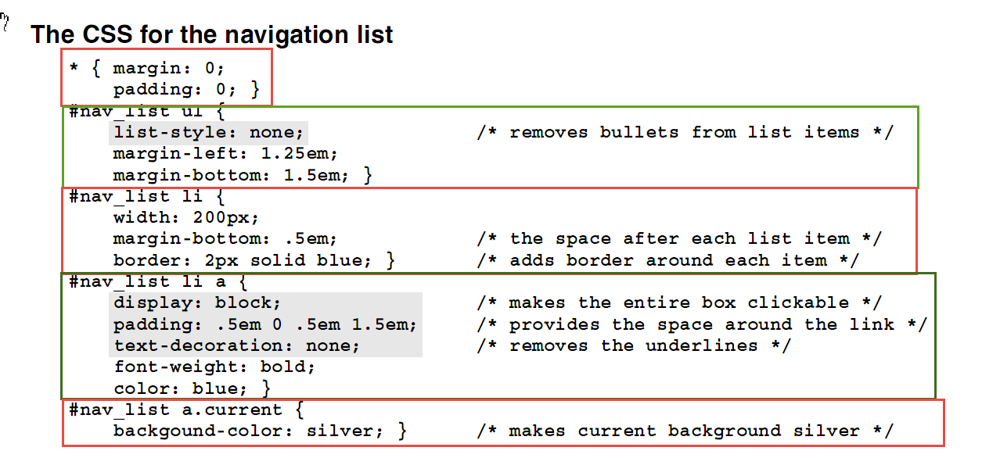 The CSS for the navigation list
* { margin: 0;
    padding: 0; }
#nav_list ul {
    list-style: none;                /* removes bullets from list items */
    margin-left: 1.25em;
    margin-bottom: 1.5em; }
#nav_list li {
    width: 200px;
    margin-bottom: .5em;             /* the space after each list item */
    border: 2px solid blue; }        /* adds border around each item */
#nav_list li a {
    display: block;                  /* makes the entire box clickable */
    padding: .5em 0 .5em 1.5em;      /* provides the space around the link */
    text-decoration: none;           /* removes the underlines */
    font-weight: bold;
    color: blue; }
#nav_list a.current {
    backgound-color: silver; }       /* makes current background silver */